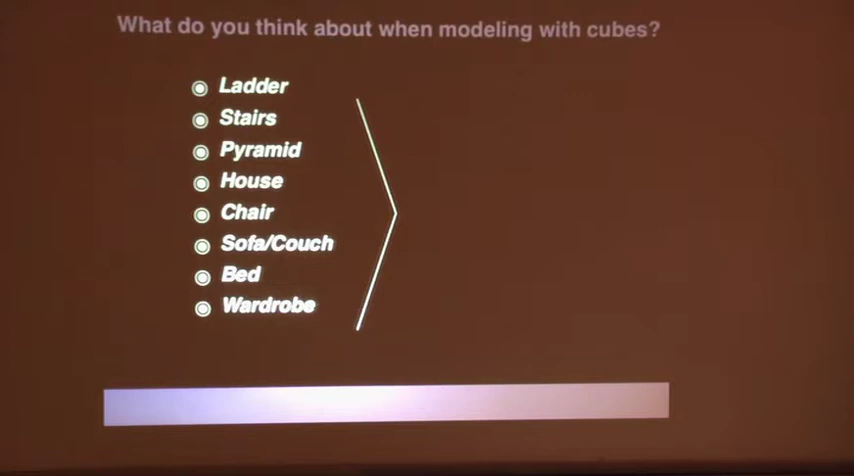 What do you think about when modeling with cubes?
Ladder
Stairs
Pyramid
House
Chair
Sofa/Couch
Bed
Wardrobe